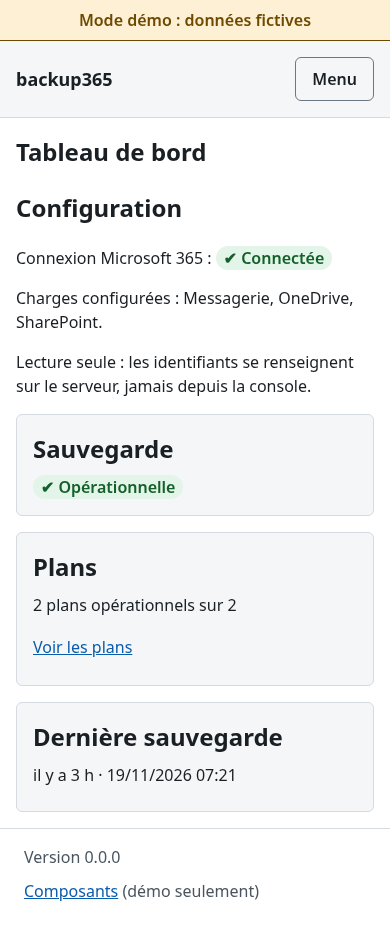 Mode démo : données fictives
backup365
Menu
Tableau de bord
Configuration
Connexion Microsoft 365 : ✔ Connectée
Charges configurées : Messagerie, OneDrive,
SharePoint.
Lecture seule : les identifiants se renseignent
sur le serveur, jamais depuis la console.
Sauvegarde
✔ Opérationnelle
Plans
2 plans opérationnels sur 2
Voir les plans
Dernière sauvegarde
il y a 3 h · 19/11/2026 07:21
Version 0.0.0
Composants (démo seulement)